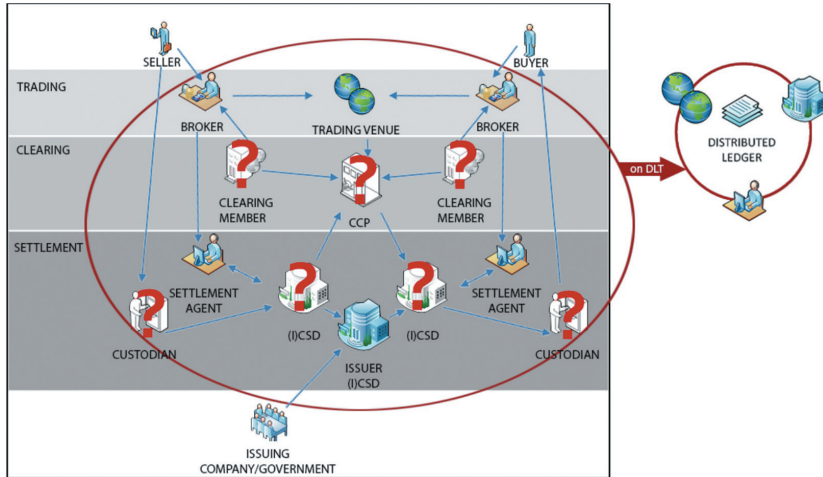 SELLER
BUYER
TRADING
BROKER
TRADING VENUE
BROKER
CLEARING
?
?
?
CLEARING
MEMBER
CCP
CLEARING
MEMBER
on DLT
DISTRIBUTED
LEDGER
SETTLEMENT
?
?
?
?
SETTLEMENT
AGENT
SETTLEMENT
AGENT
(I)CSD
(I)CSD
CUSTODIAN
CUSTODIAN
ISSUER
(I)CSD
ISSUING
COMPANY/GOVERNMENT